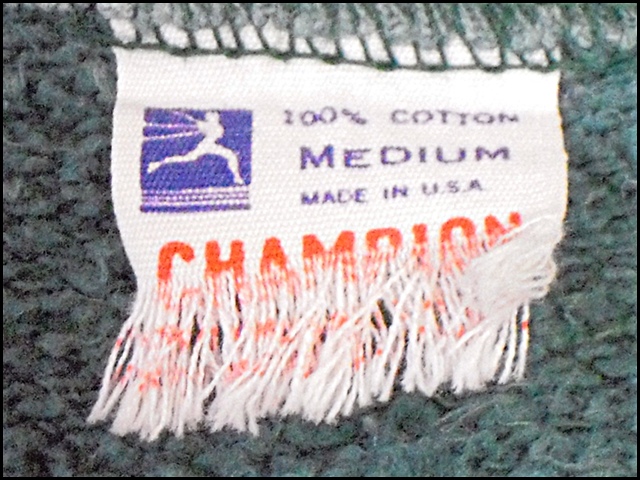 100% COTTON
MEDIUM
MADE IN U.S.A
CHAMPION